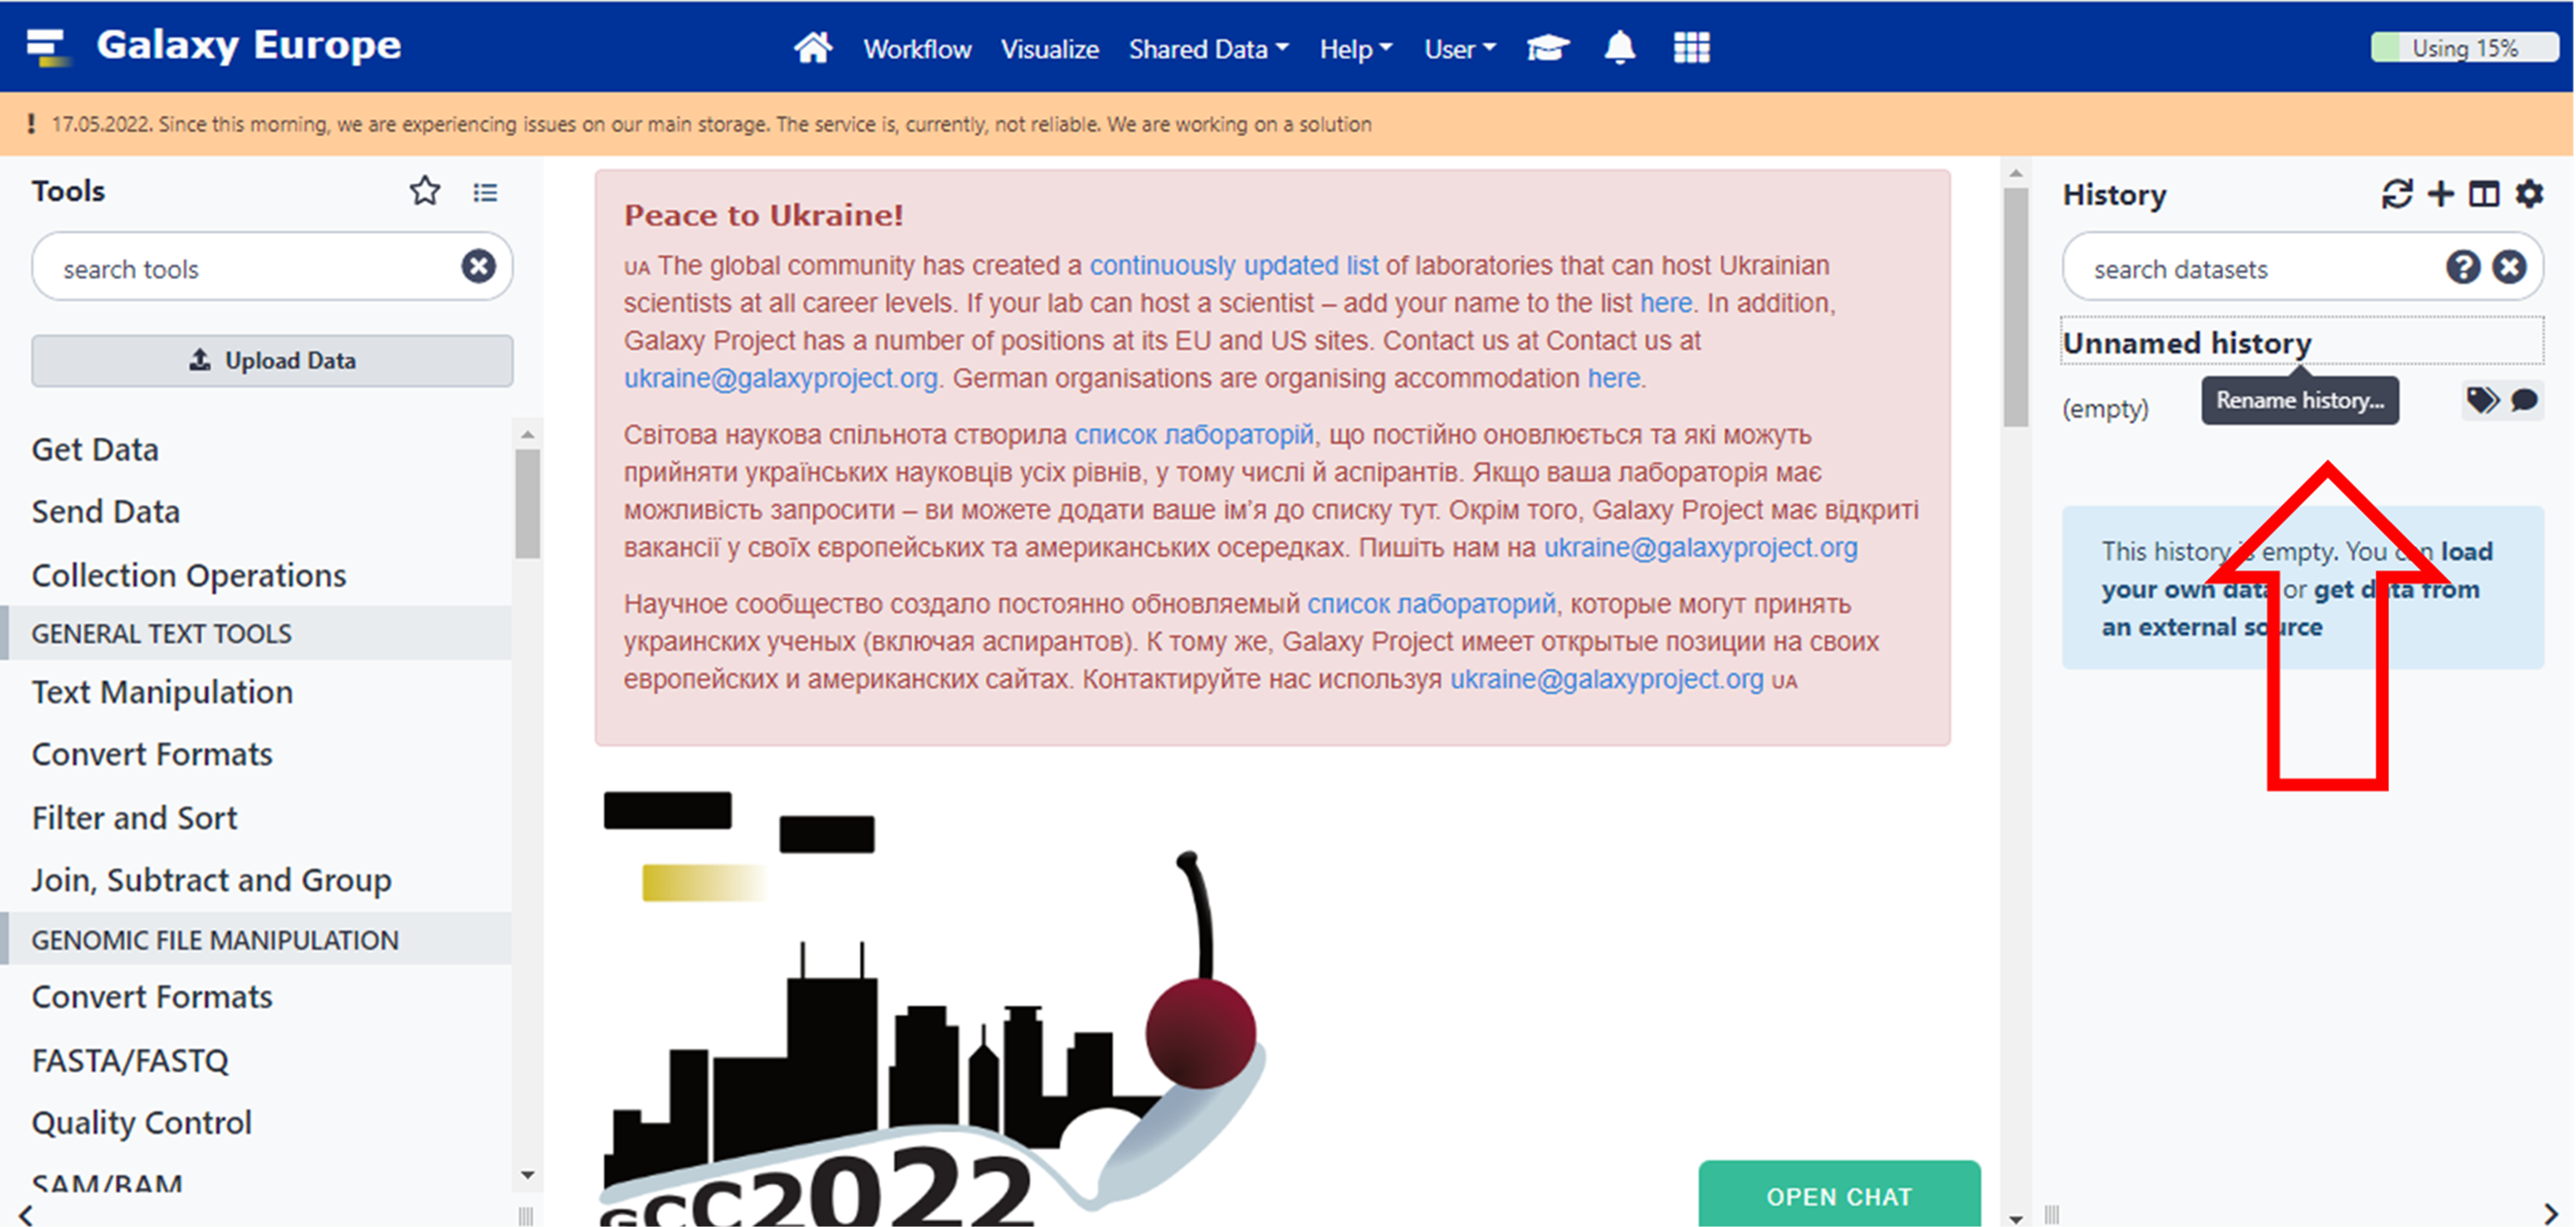 Galaxy Europe
Workflow Visualize Shared Data Help User
Using 15%
! 17.05.2022. Since this morning, we are experiencing issues on our main storage. The service is, currently, not reliable. We are working on a solution
Tools
search tools
Upload Data
Get Data
Send Data
Collection Operations
GENERAL TEXT TOOLS
Text Manipulation
Convert Formats
Filter and Sort
Join, Subtract and Group
GENOMIC FILE MANIPULATION
Convert Formats
FASTA/FASTQ
Quality Control
SAM/BAM
Peace to Ukraine!
UA The global community has created a continuously updated list of laboratories that can host Ukrainian
scientists at all career levels. If your lab can host a scientist – add your name to the list here. In addition,
Galaxy Project has a number of positions at its EU and US sites. Contact us at Contact us at
ukraine@galaxyproject.org. German organisations are organising accommodation here.
Світова наукова спільнота створила список лабораторій, що постійно оновлюється та які можуть
прийняти українських науковців усіх рівнів, у тому числі й аспірантів. Якщо ваша лабораторія має
можливість запросити – ви можете додати ваше ім’я до списку тут. Окрім того, Galaxy Project має відкриті
вакансії у своїх європейських та американських осередках. Пишіть нам на ukraine@galaxyproject.org
Научное сообщество создало постоянно обновляемый список лабораторий, которые могут принять
украинских ученых (включая аспирантов). К тому же, Galaxy Project имеет открытые позиции на своих
европейских и американских сайтах. Контактируйте нас используя ukraine@galaxyproject.org UA
GCC2022
OPEN CHAT
History
search datasets
Unnamed history
Rename history...
(empty)
This history is empty. You can load
your own data or get data from
an external source